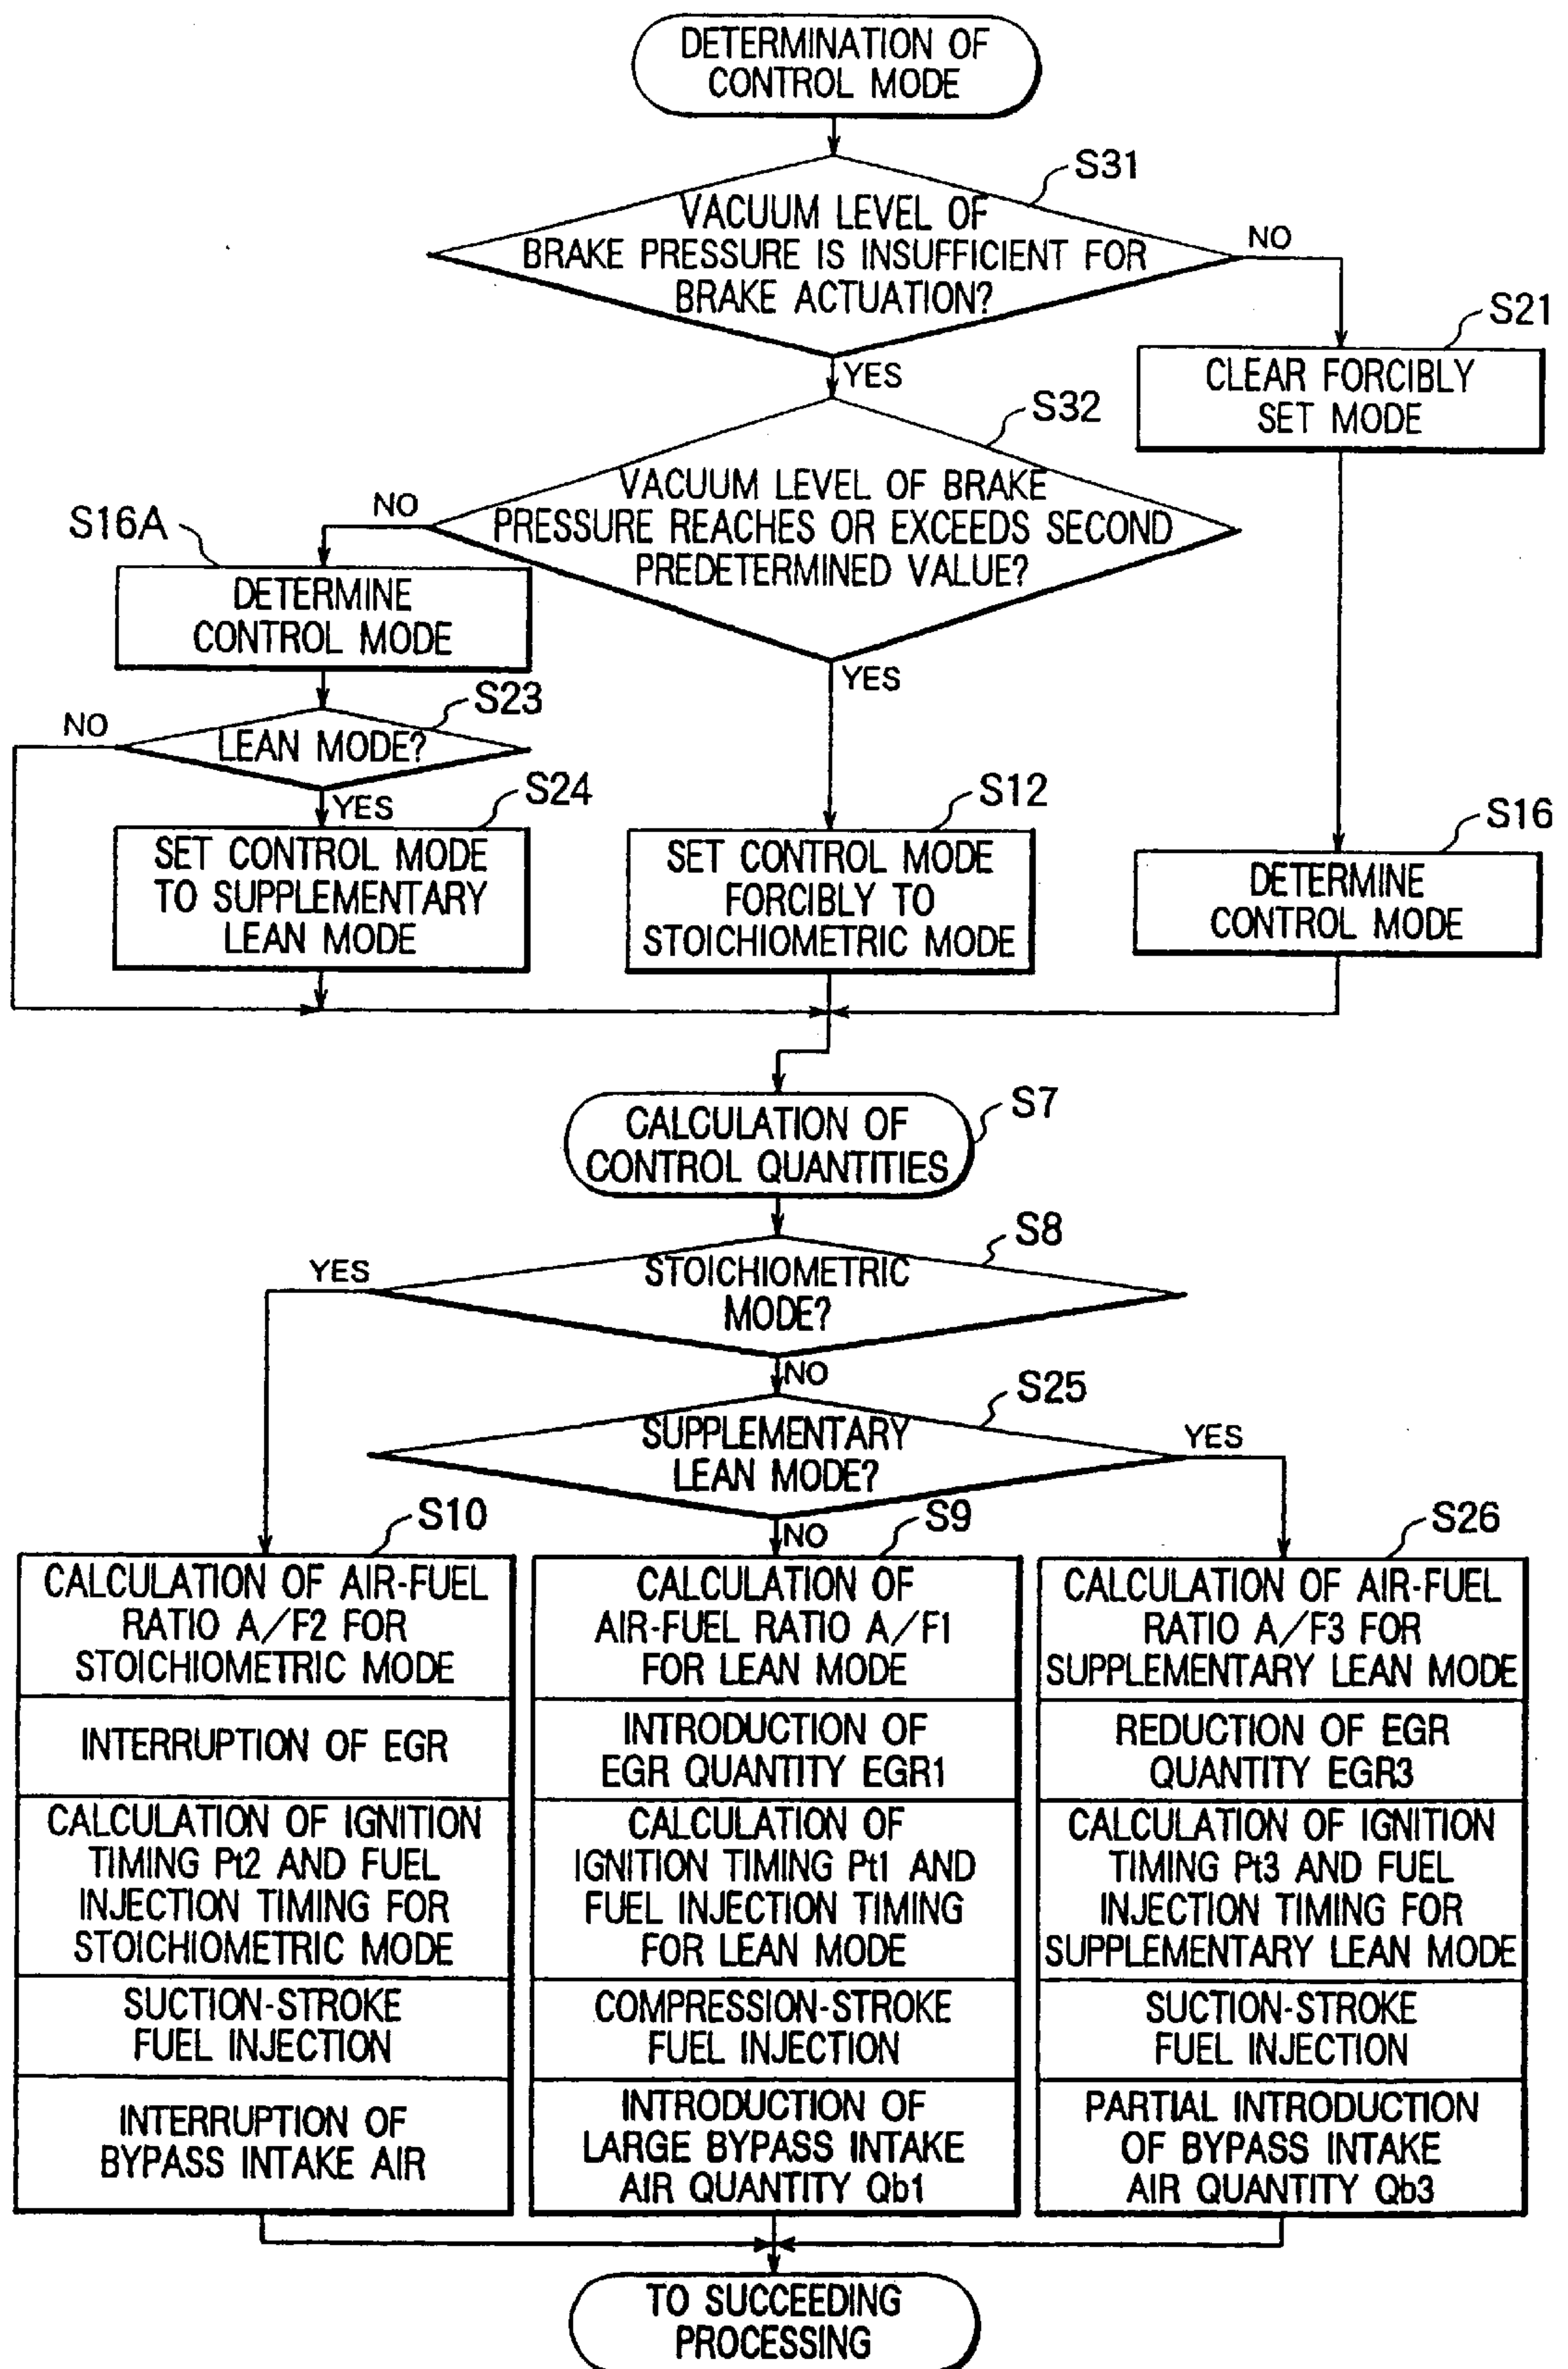 DETERMINATION OF
CONTROL MODE
S31
VACUUM LEVEL OF
BRAKE PRESSURE IS INSUFFICIENT FOR
BRAKE ACTUATION?
NO
YES
S21
CLEAR FORCIBLY
SET MODE
S32
VACUUM LEVEL OF BRAKE
PRESSURE REACHES OR EXCEEDS SECOND
PREDETERMINED VALUE?
NO
YES
S16A
DETERMINE
CONTROL MODE
S23
LEAN MODE?
NO
YES
S24
SET CONTROL MODE
TO SUPPLEMENTARY
LEAN MODE
S12
SET CONTROL MODE
FORCIBLY TO
STOICHIOMETRIC MODE
S16
DETERMINE
CONTROL MODE
S7
CALCULATION OF
CONTROL QUANTITIES
S8
STOICHIOMETRIC
MODE?
YES
NO
S25
SUPPLEMENTARY
LEAN MODE?
YES
NO
S10
CALCULATION OF AIR-FUEL
RATIO A/F2 FOR
STOICHIOMETRIC MODE
INTERRUPTION OF EGR
CALCULATION OF IGNITION
TIMING Pt2 AND FUEL
INJECTION TIMING FOR
STOICHIOMETRIC MODE
SUCTION-STROKE
FUEL INJECTION
INTERRUPTION OF
BYPASS INTAKE AIR
S9
CALCULATION OF
AIR-FUEL RATIO A/F1
FOR LEAN MODE
INTRODUCTION OF
EGR QUANTITY EGR1
CALCULATION OF
IGNITION TIMING Pt1 AND
FUEL INJECTION TIMING
FOR LEAN MODE
COMPRESSION-STROKE
FUEL INJECTION
INTRODUCTION OF
LARGE BYPASS INTAKE
AIR QUANTITY Qb1
S26
CALCULATION OF AIR-FUEL
RATIO A/F3 FOR
SUPPLEMENTARY LEAN MODE
REDUCTION OF EGR
QUANTITY EGR3
CALCULATION OF IGNITION
TIMING Pt3 AND FUEL
INJECTION TIMING FOR
SUPPLEMENTARY LEAN MODE
SUCTION-STROKE
FUEL INJECTION
PARTIAL INTRODUCTION
OF BYPASS INTAKE
AIR QUANTITY Qb3
TO SUCCEEDING
PROCESSING